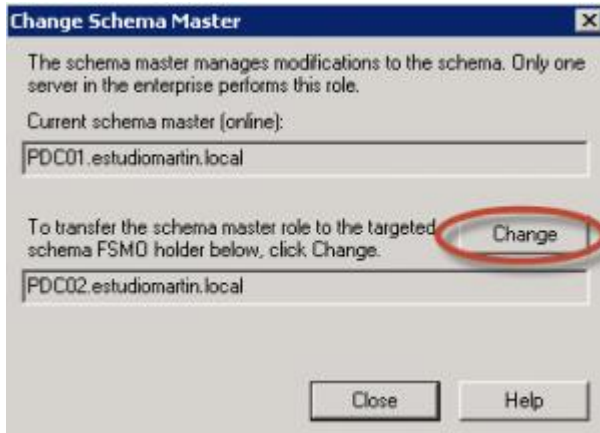 Change Schema Master
The schema master manages modifications to the schema. Only one
server in the enterprise performs this role.
Current schema master (online):
PDC01.estudiomartin.local
To transfer the schema master role to the targeted
schema FSMO holder below, click Change.
Change
PDC02.estudiomartin.local
Close
Help